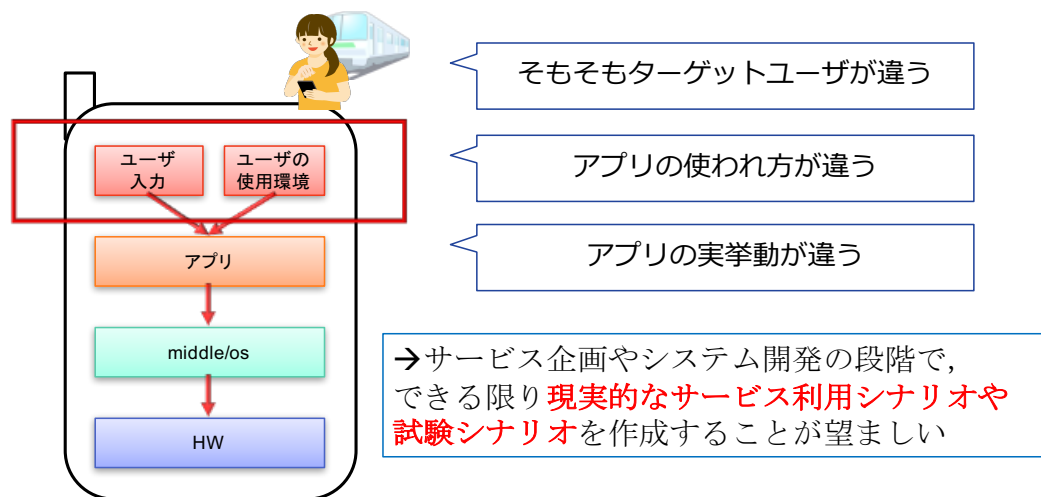 そもそもターゲットユーザが違う
ユーザ
入力
ユーザの
使用環境
アプリの使われ方が違う
アプリ
アプリの実挙動が違う
middle/os
HW
→サービス企画やシステム開発の段階で,
できる限り現実的なサービス利用シナリオや
試験シナリオを作成することが望ましい